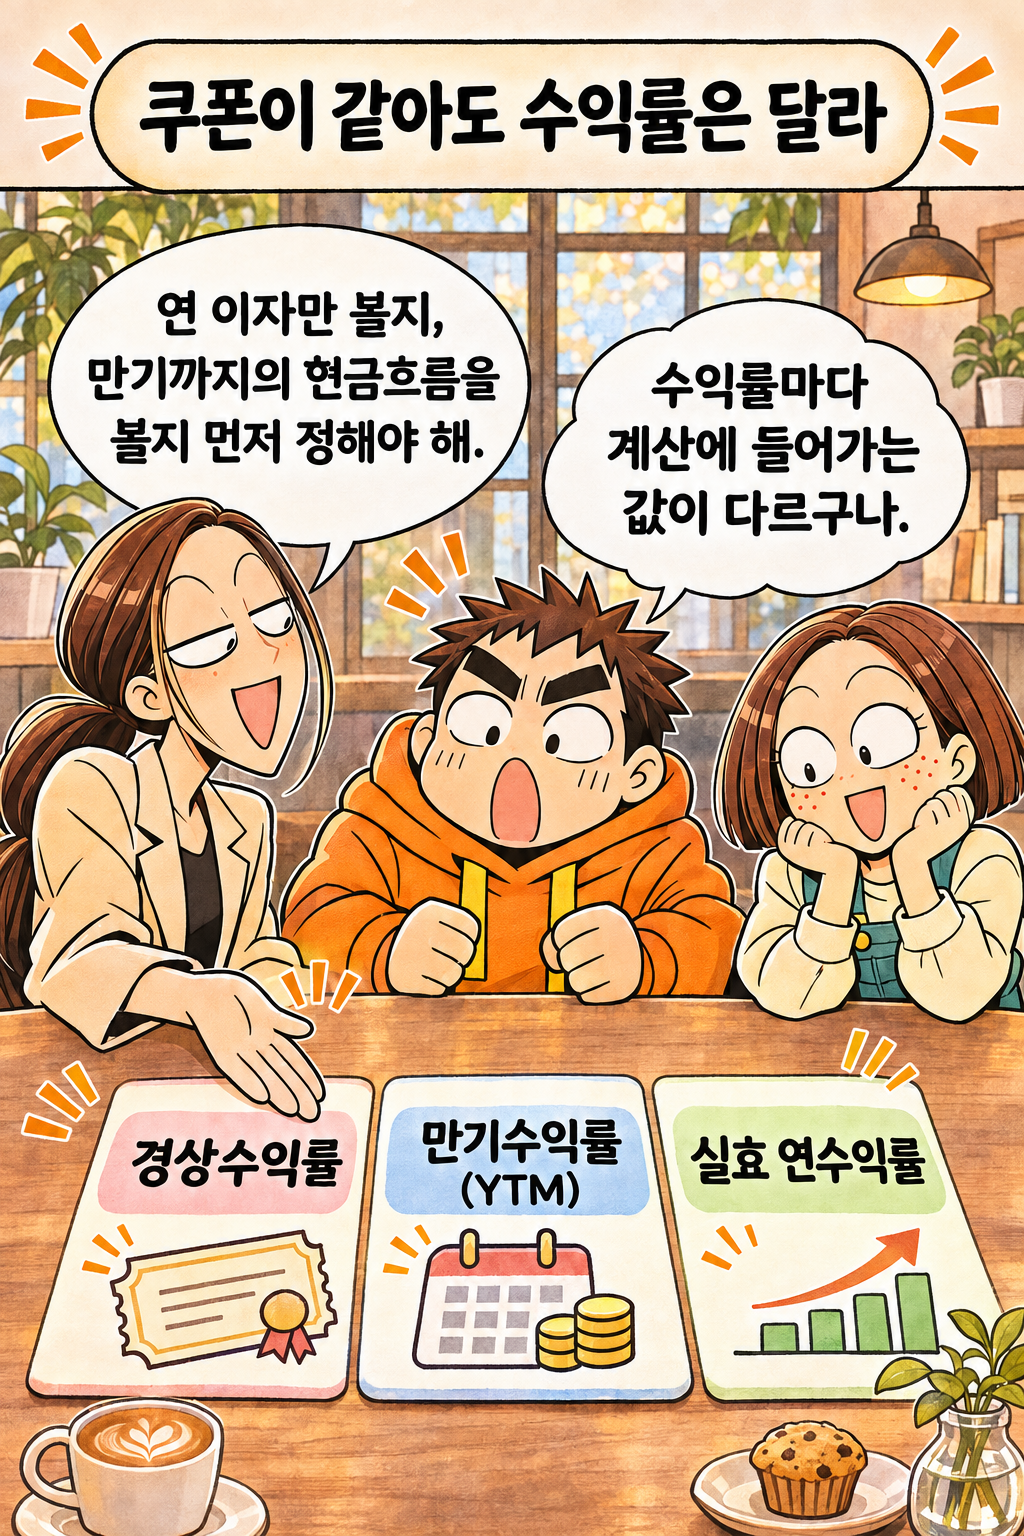 쿠폰이 같아도 수익률은 달라
연 이자만 볼지,
만기까지의 현금흐름을
볼지 먼저 정해야 해.
수익률마다
계산에 들어가는
값이 다르구나.
경상수익률
만기수익률
(YTM)
실효 연수익률